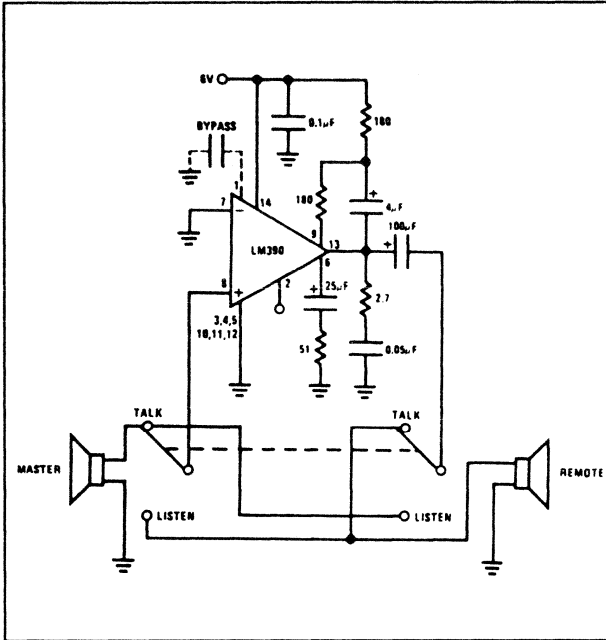 6V
0.1μF
180
BYPASS
1
14
180
4μF
+
7
−
9
13
100μF
+
LM390
6
8
+
2
+
25μF
2.7
3,4,5
10,11,12
51
0.05μF
TALK
TALK
MASTER
REMOTE
LISTEN
LISTEN